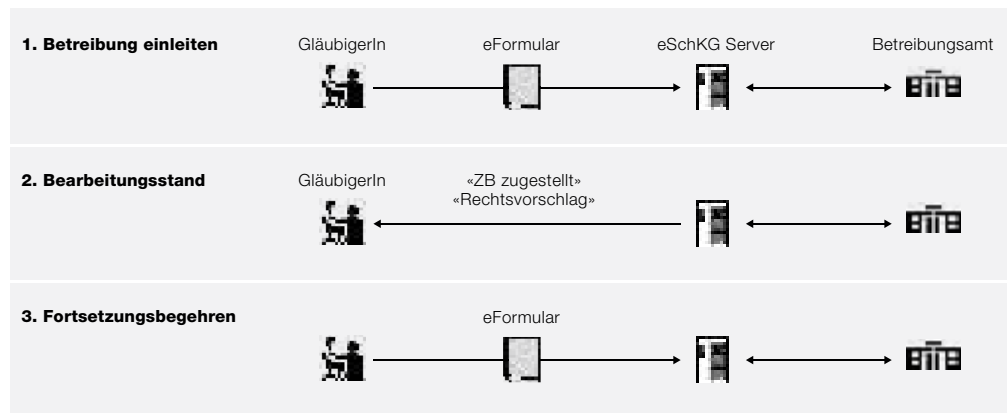 1. Betreibung einleiten
GläubigerIn
eFormular
eSchKG Server
Betreibungsamt
2. Bearbeitungsstand
GläubigerIn
«ZB zugestellt»
«Rechtsvorschlag»
3. Fortsetzungsbegehren
eFormular